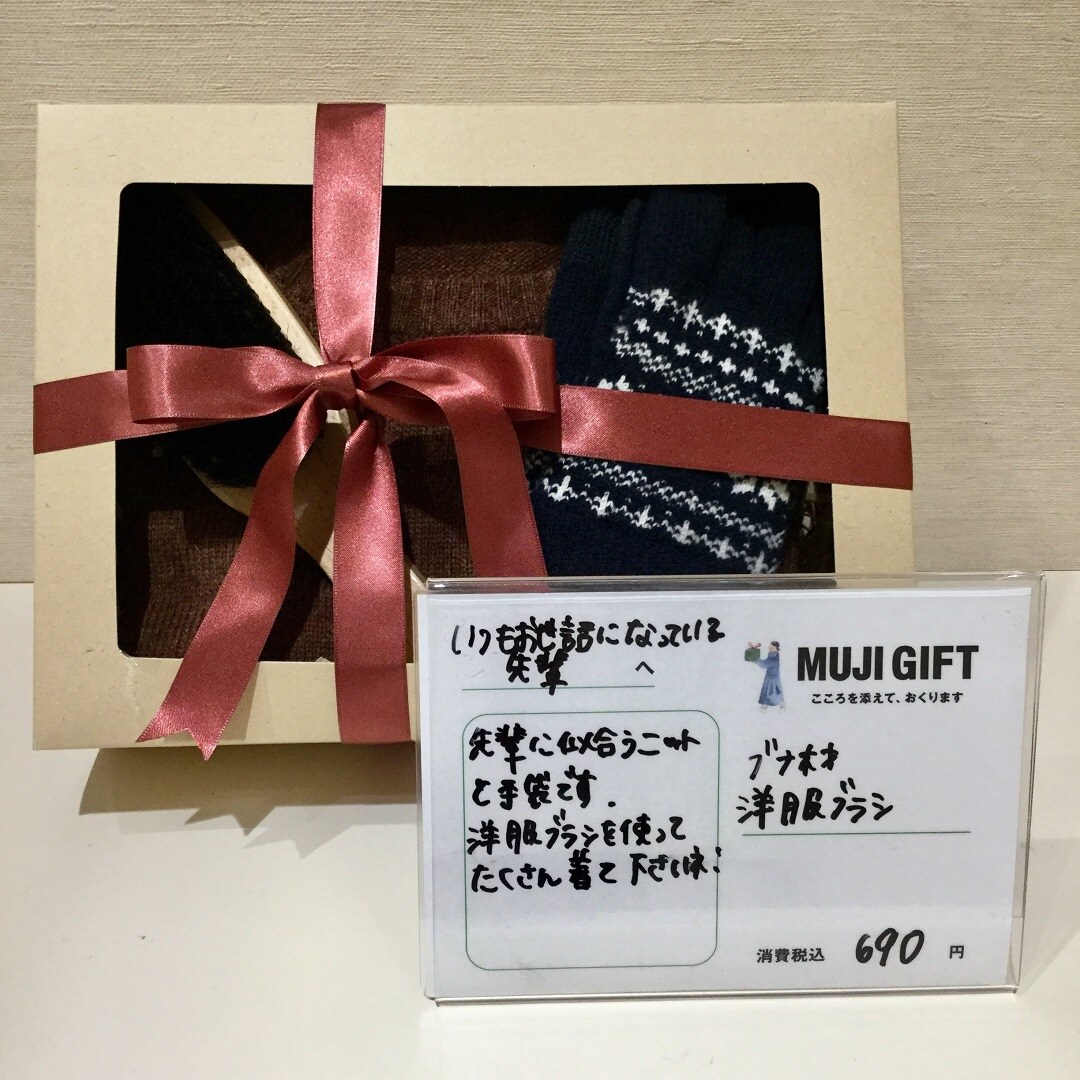 いつもお世話になっている
先輩 へ
先輩に似合うニット
と手袋です.
洋服ブラシを使って
たくさん着て下さいね!
MUJI GIFT
こころを添えて、おくります
ブナ材
洋服ブラシ
消費税込 690 円